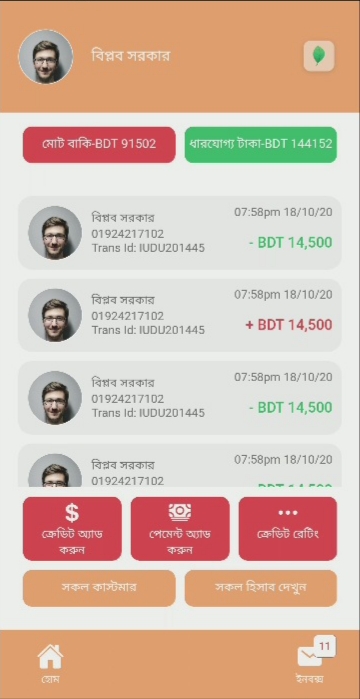 বিপ্লব সরকার
মোট বাকি-BDT 91502
ধারযোগ্য টাকা-BDT 144152
বিপ্লব সরকার
07:58pm 18/10/20
01924217102
Trans Id: IUDU201445
- BDT 14,500
বিপ্লব সরকার
07:58pm 18/10/20
01924217102
Trans Id: IUDU201445
+ BDT 14,500
বিপ্লব সরকার
07:58pm 18/10/20
01924217102
Trans Id: IUDU201445
- BDT 14,500
বিপ্লব সরকার
07:58pm 18/10/20
01924217102
$
ক্রেডিট অ্যাড
করুন
পেমেন্ট অ্যাড
করুন
ক্রেডিট রেটিং
সকল কাস্টমার
সকল হিসাব দেখুন
11
হোম
ইনবক্স